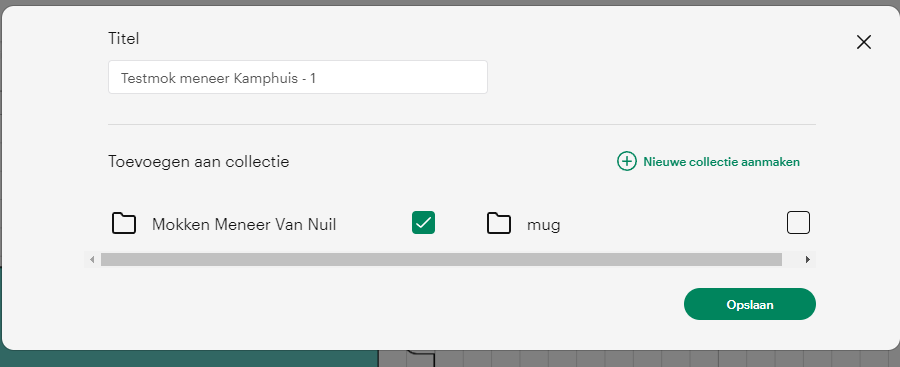 Titel
Testmok meneer Kamphuis - 1
Toevoegen aan collectie
Nieuwe collectie aanmaken
Mokken Meneer Van Nuil
mug
Opslaan